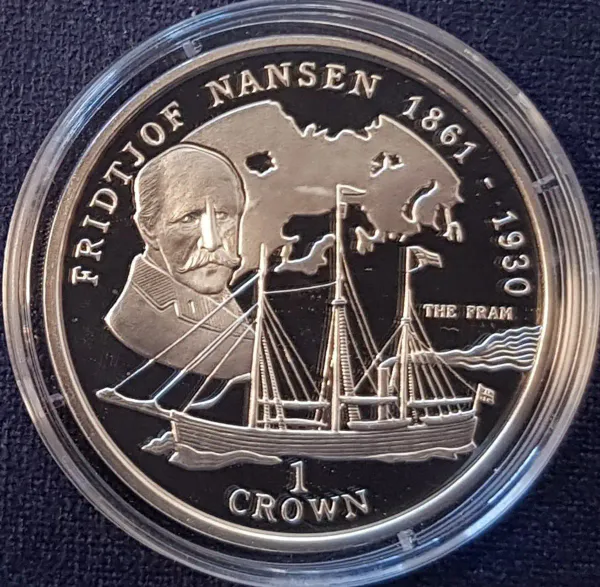 FRIDTJOF NANSEN 1861 - 1930
THE FRAM
1
CROWN